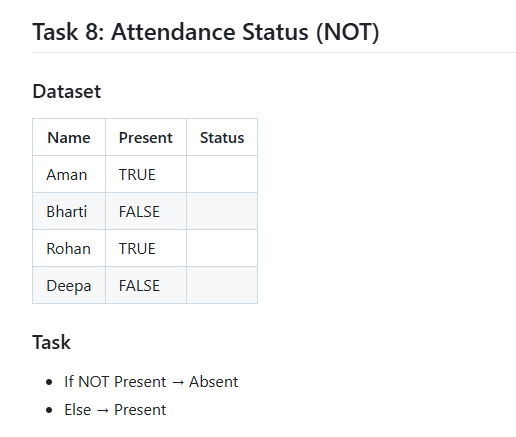 Task 8: Attendance Status (NOT)
Dataset
Name Present Status
Aman TRUE
Bharti FALSE
Rohan TRUE
Deepa FALSE
Task
• If NOT Present → Absent
• Else → Present